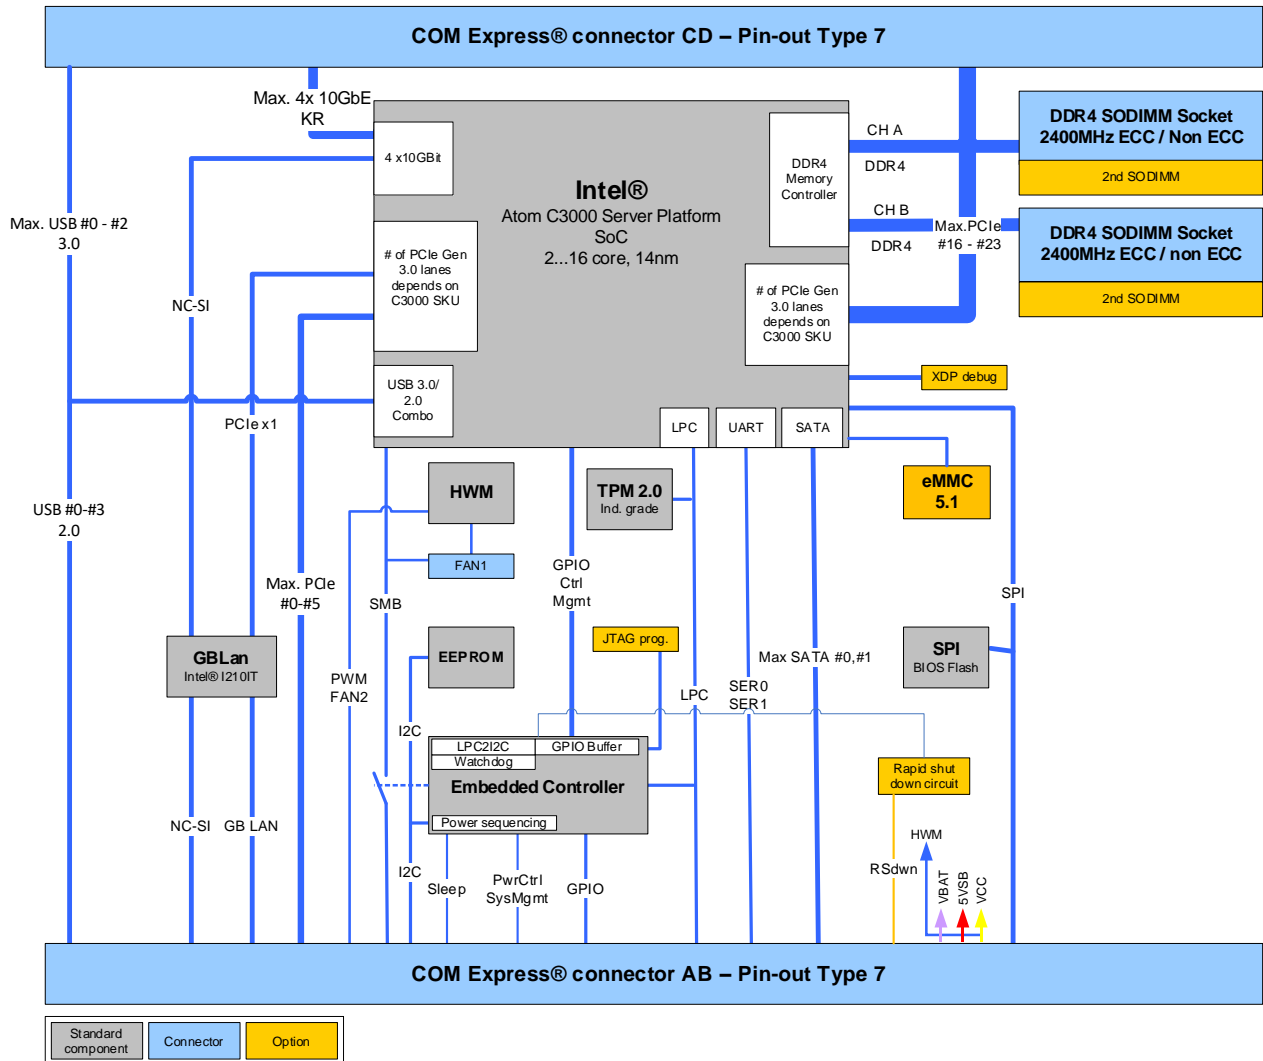 COM Express® connector CD – Pin-out Type 7
Max. 4x 10GbE
KR
4 x10GBit
Intel®
Atom C3000 Server Platform
SoC
2...16 core, 14nm
DDR4
Memory
Controller
CH A
DDR4
CH B
DDR4
Max.PCIe
#16 - #23
DDR4 SODIMM Socket
2400MHz ECC / Non ECC
2nd SODIMM
DDR4 SODIMM Socket
2400MHz ECC / non ECC
2nd SODIMM
Max. USB #0 - #2
3.0
NC-SI
# of PCIe Gen
3.0 lanes
depends on
C3000 SKU
# of PCIe Gen
3.0 lanes
depends on
C3000 SKU
XDP debug
USB 3.0/
2.0
Combo
PCIe x1
LPC
UART
SATA
USB #0-#3
2.0
HWM
TPM 2.0
Ind. grade
eMMC
5.1
FAN1
Max. PCIe
#0-#5
SMB
GPIO
Ctrl
Mgmt
SPI
GBLan
Intel® I210IT
EEPROM
JTAG prog.
Max SATA #0,#1
SPI
BIOS Flash
PWM
FAN2
LPC
SER0
SER1
I2C
LPC2I2C
GPIO Buffer
Watchdog
Embedded Controller
Power sequencing
Rapid shut
down circuit
NC-SI
GB LAN
I2C
Sleep
PwrCtrl
SysMgmt
GPIO
RSdwn
HWM
VBAT
5VSB
VCC
COM Express® connector AB – Pin-out Type 7
Standard
component
Connector
Option